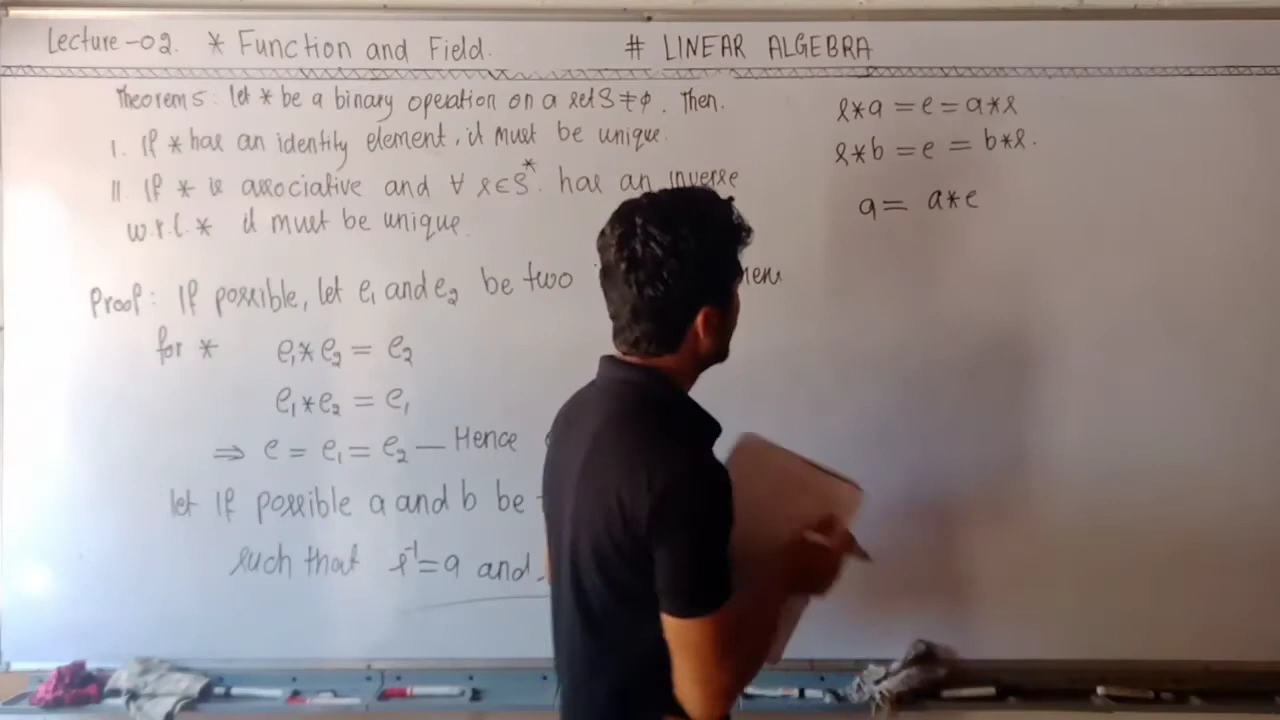 Lecture-02. * Function and Field. # LINEAR ALGEBRA
Theorem 5: let * be a binary operation on a set S ≠ φ. Then.
I. If * has an identity element, it must be unique.
II. If * is associative and ∀ s∈S* has an inverse
w.r.t. * it must be unique.
Proof: If possible, let e₁ and e₂ be two
for * e₁*e₂ = e₂
e₁*e₂ = e₁
⇒ e = e₁ = e₂ — Hence
let If possible a and b be
such that s⁻¹=a and
s*a = e = a*s
s*b = e = b*s.
a = a*e